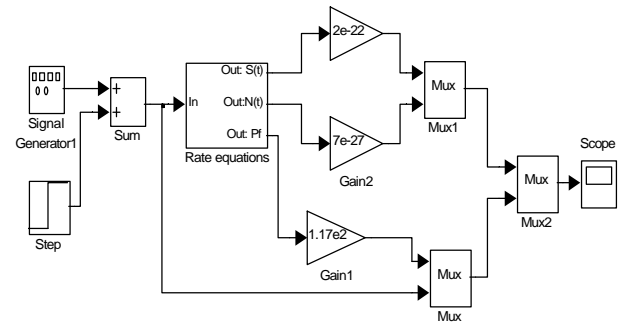 2e-22
Out: S(t)
Mux
Mux1
+
+
Signal
Generator1
Sum
In
Out:N(t)
Out: Pf
Rate equations
7e-27
Gain2
Scope
Mux
Mux2
Step
1.17e2
Gain1
Mux
Mux